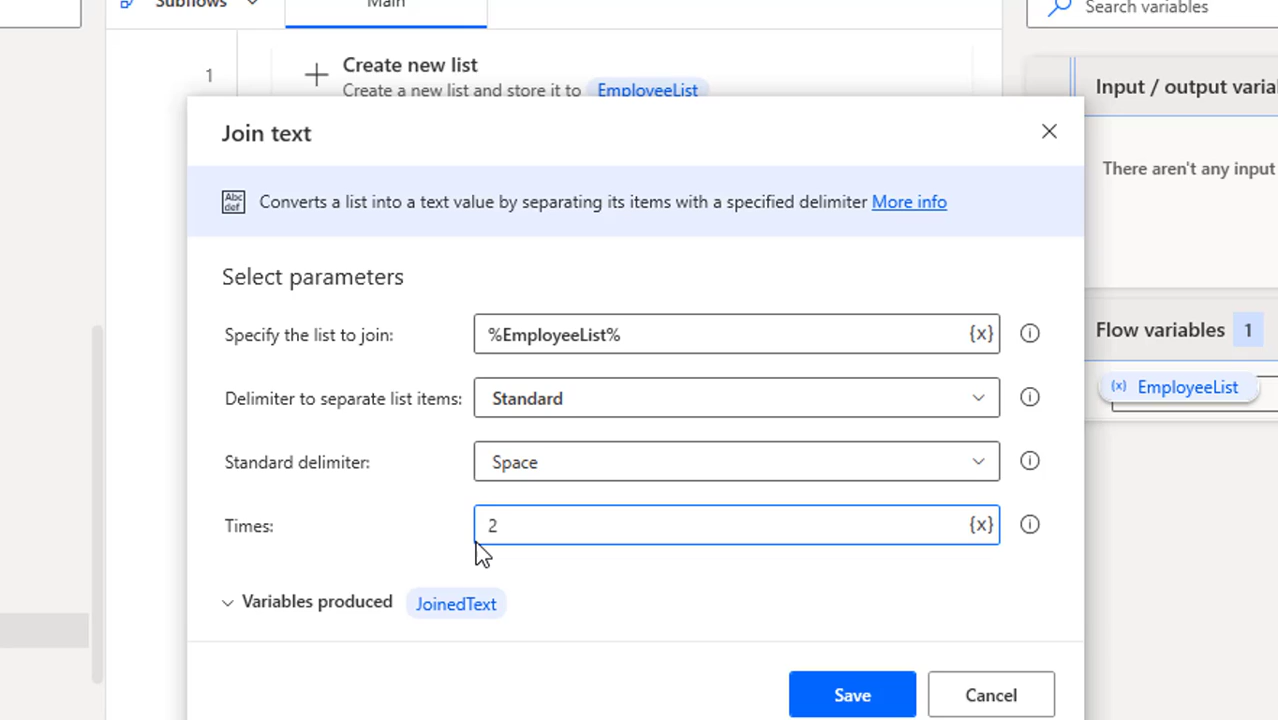 Subflows
Main
Search variables
1
Create new list
Create a new list and store it to EmployeeList
Input / output varia
Join text
There aren't any input
Abc
def
Converts a list into a text value by separating its items with a specified delimiter More info
Select parameters
Specify the list to join: %EmployeeList% {x}
Flow variables 1
Delimiter to separate list items: Standard
{x} EmployeeList
Standard delimiter: Space
Times: 2 {x}
Variables produced JoinedText
Save Cancel